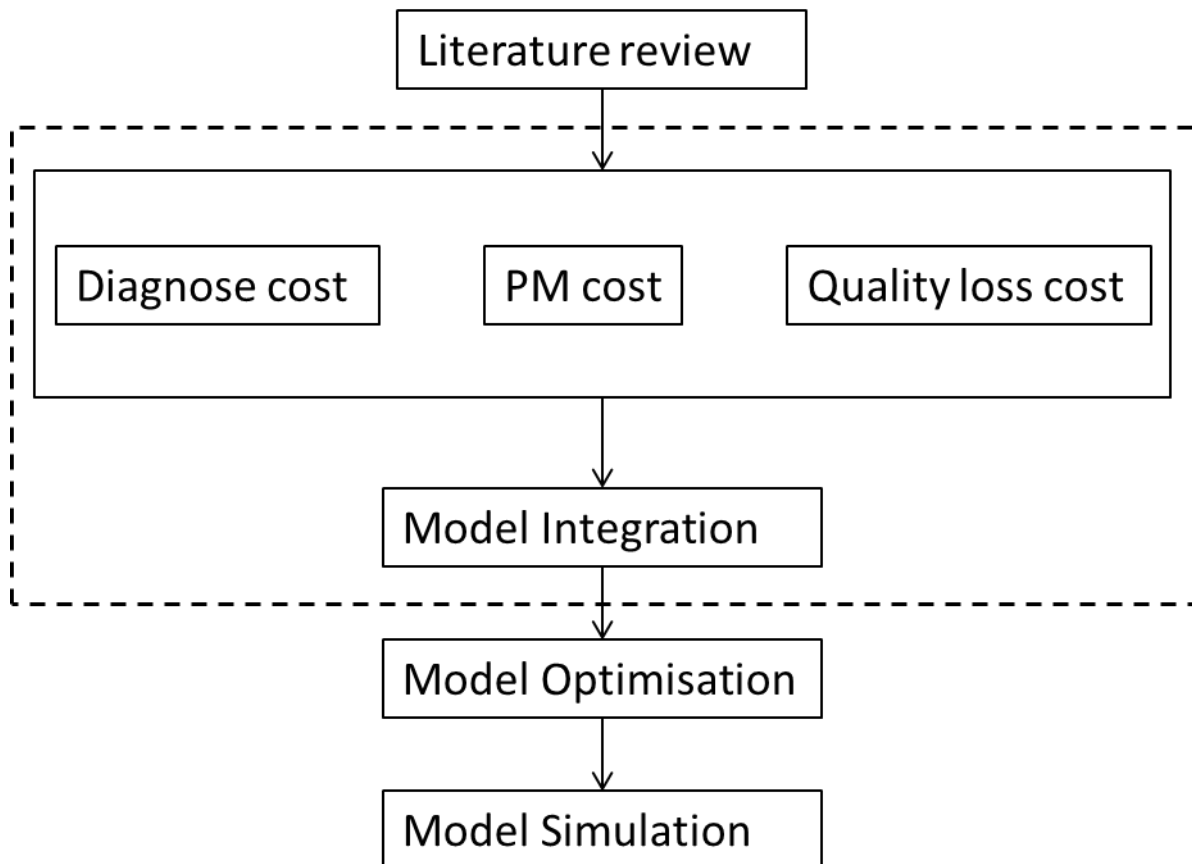 Literature review
Diagnose cost
PM cost
Quality loss cost
Model Integration
Model Optimisation
Model Simulation